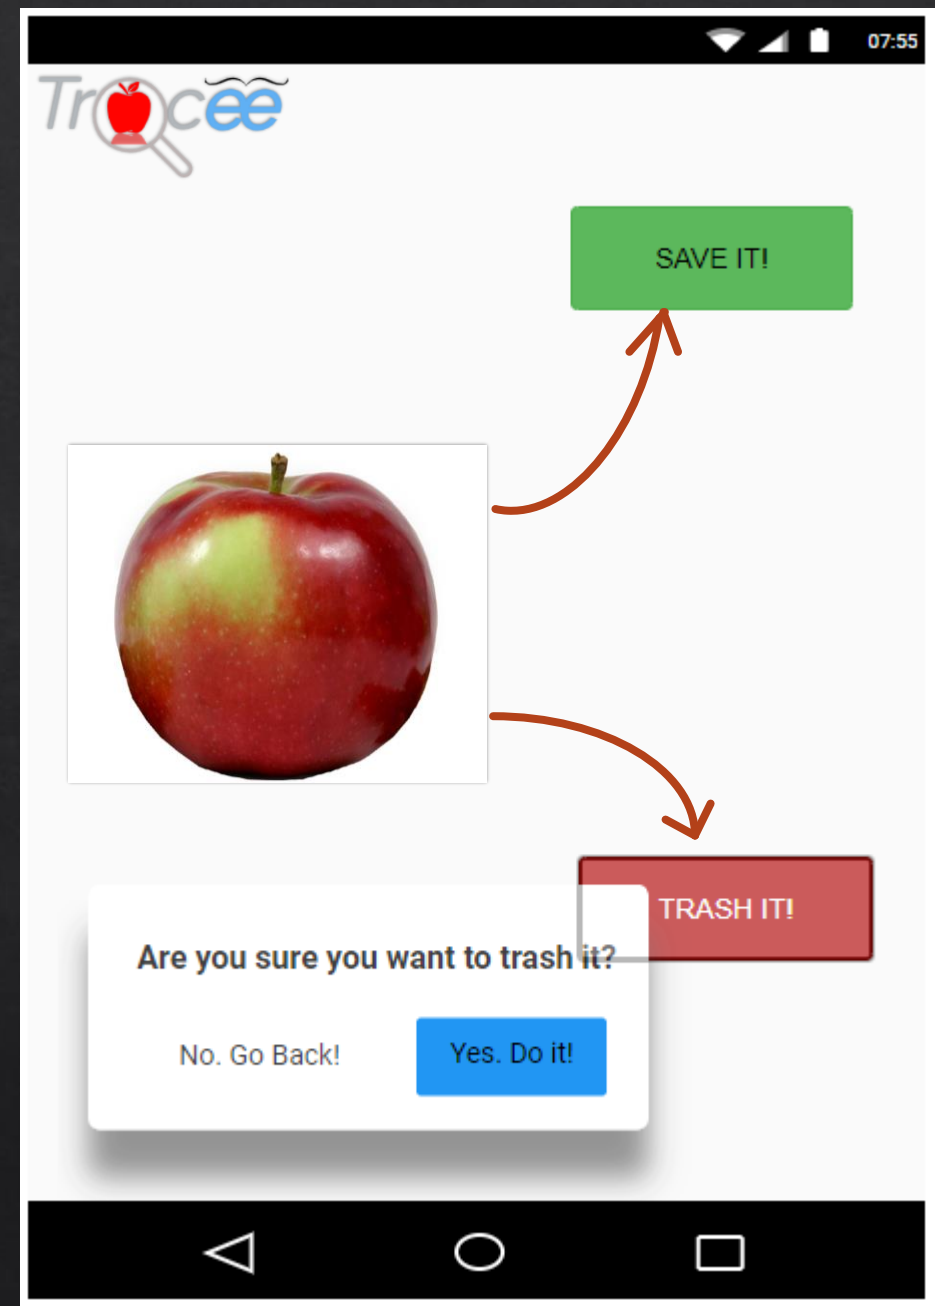 07:55
Trocee
SAVE IT!
TRASH IT!
Are you sure you want to trash it?
No. Go Back!
Yes. Do it!